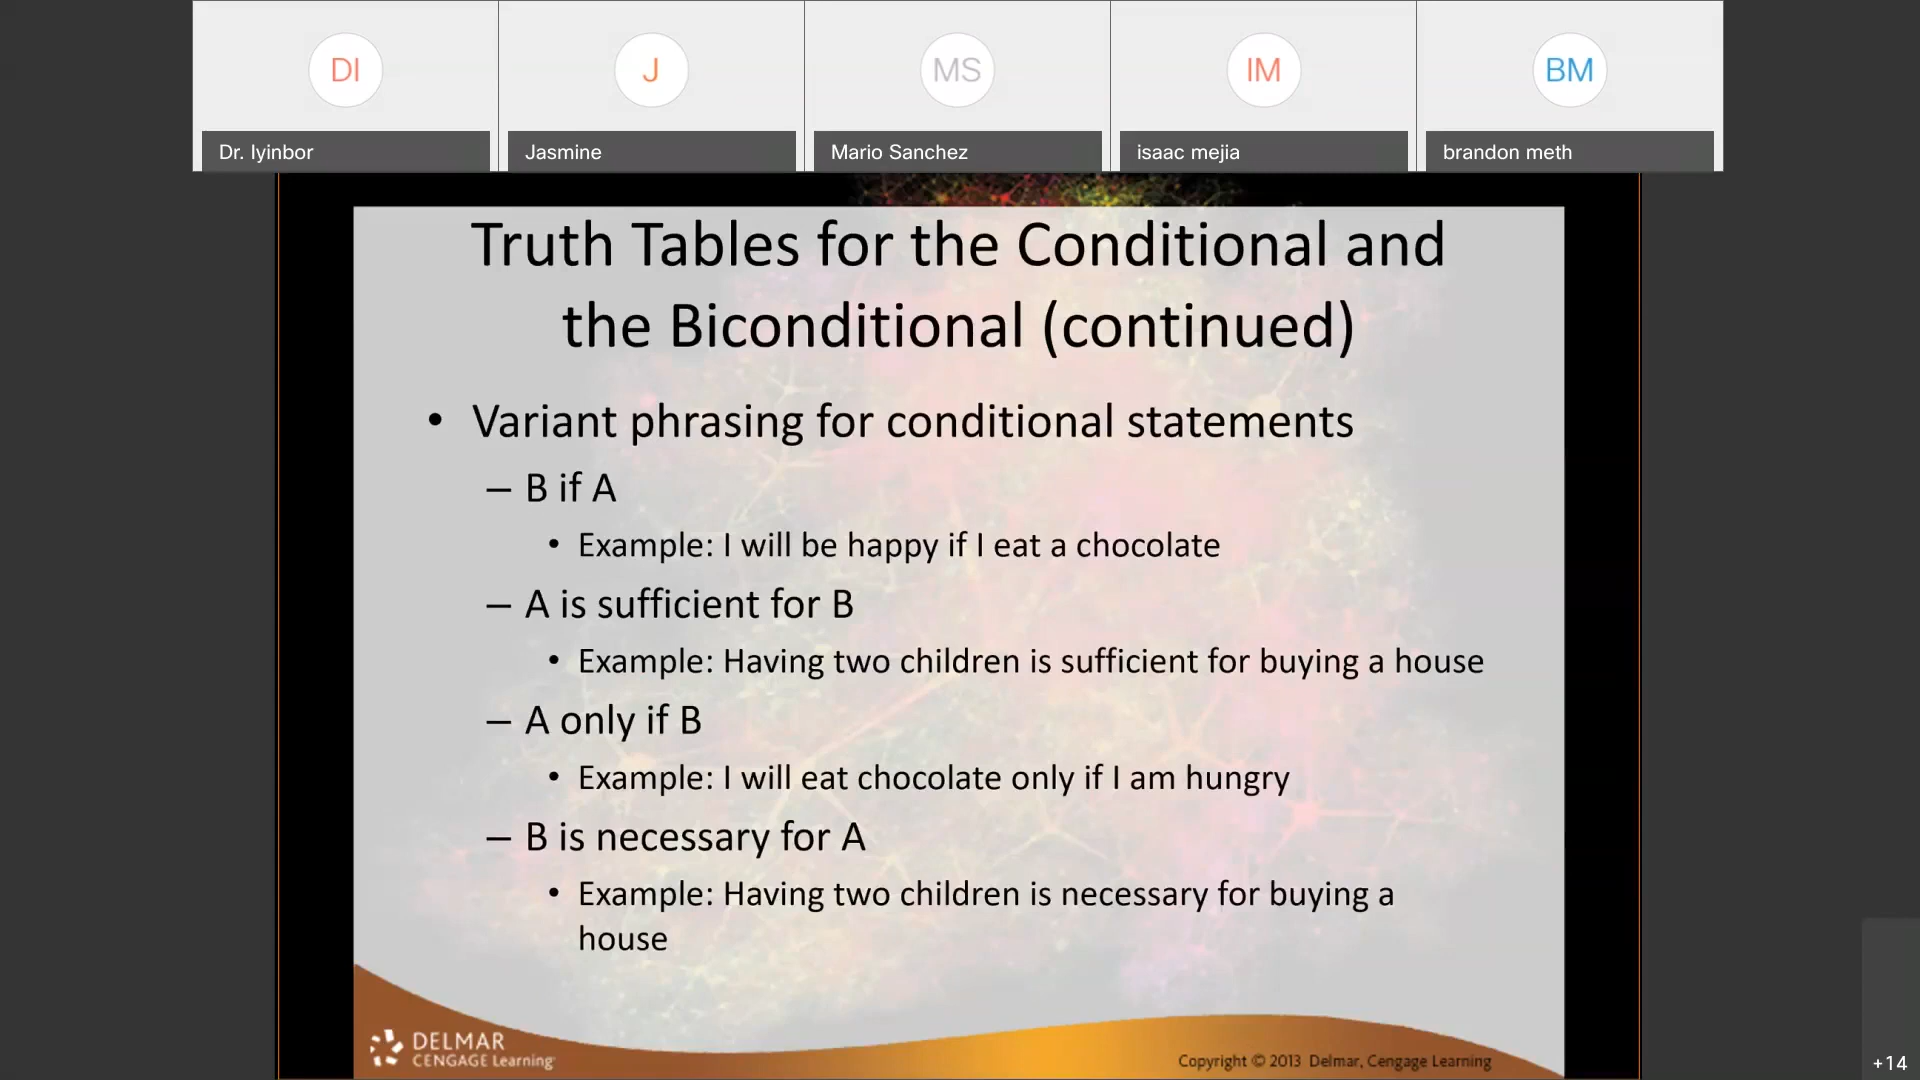 DI
J
MS
IM
BM
Dr. Iyinbor
Jasmine
Mario Sanchez
isaac mejia
brandon meth
Truth Tables for the Conditional and
the Biconditional (continued)
• Variant phrasing for conditional statements
– B if A
• Example: I will be happy if I eat a chocolate
– A is sufficient for B
• Example: Having two children is sufficient for buying a house
– A only if B
• Example: I will eat chocolate only if I am hungry
– B is necessary for A
• Example: Having two children is necessary for buying a
house
DELMAR
CENGAGE Learning
Copyright © 2013 Delmar, Cengage Learning
+14